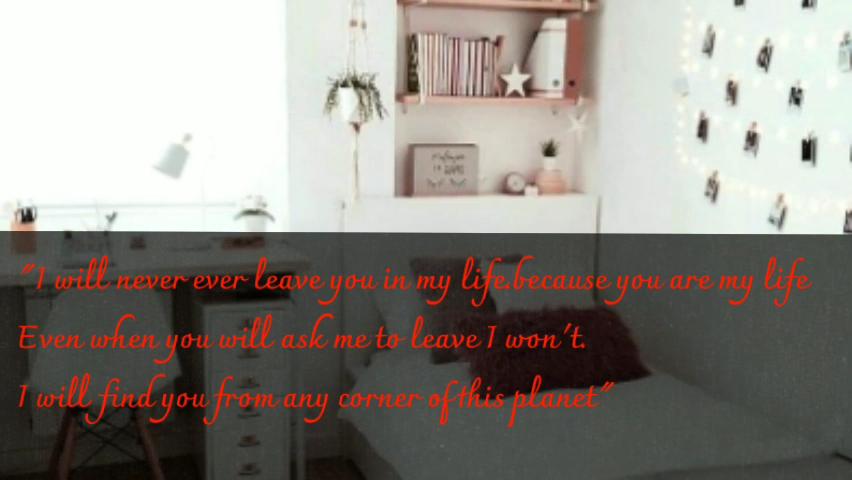 "I will never ever leave you in my life.because you are my life
Even when you will ask me to leave I won't.
I will find you from any corner of this planet"